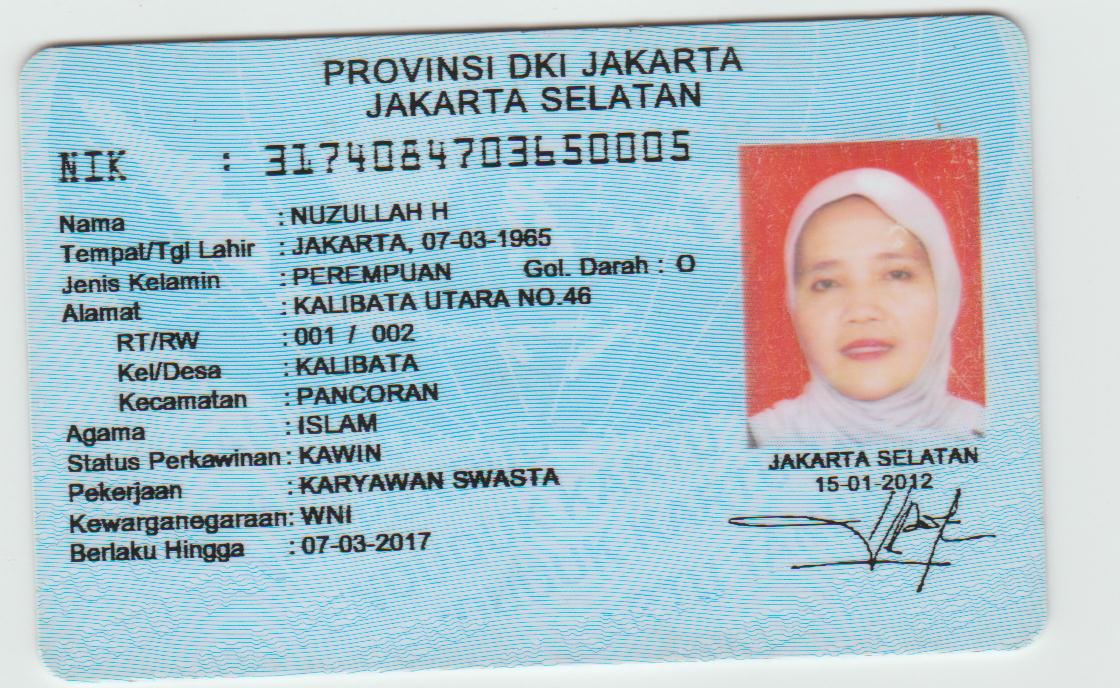 PROVINSI DKI JAKARTA
JAKARTA SELATAN
NIK : 3174084703650005
Nama : NUZULLAH H
Tempat/Tgl Lahir : JAKARTA, 07-03-1965
Jenis Kelamin : PEREMPUAN Gol. Darah : O
Alamat : KALIBATA UTARA NO.46
RT/RW : 001 / 002
Kel/Desa : KALIBATA
Kecamatan : PANCORAN
Agama : ISLAM
Status Perkawinan : KAWIN
Pekerjaan : KARYAWAN SWASTA
Kewarganegaraan: WNI
Berlaku Hingga : 07-03-2017
JAKARTA SELATAN
15-01-2012